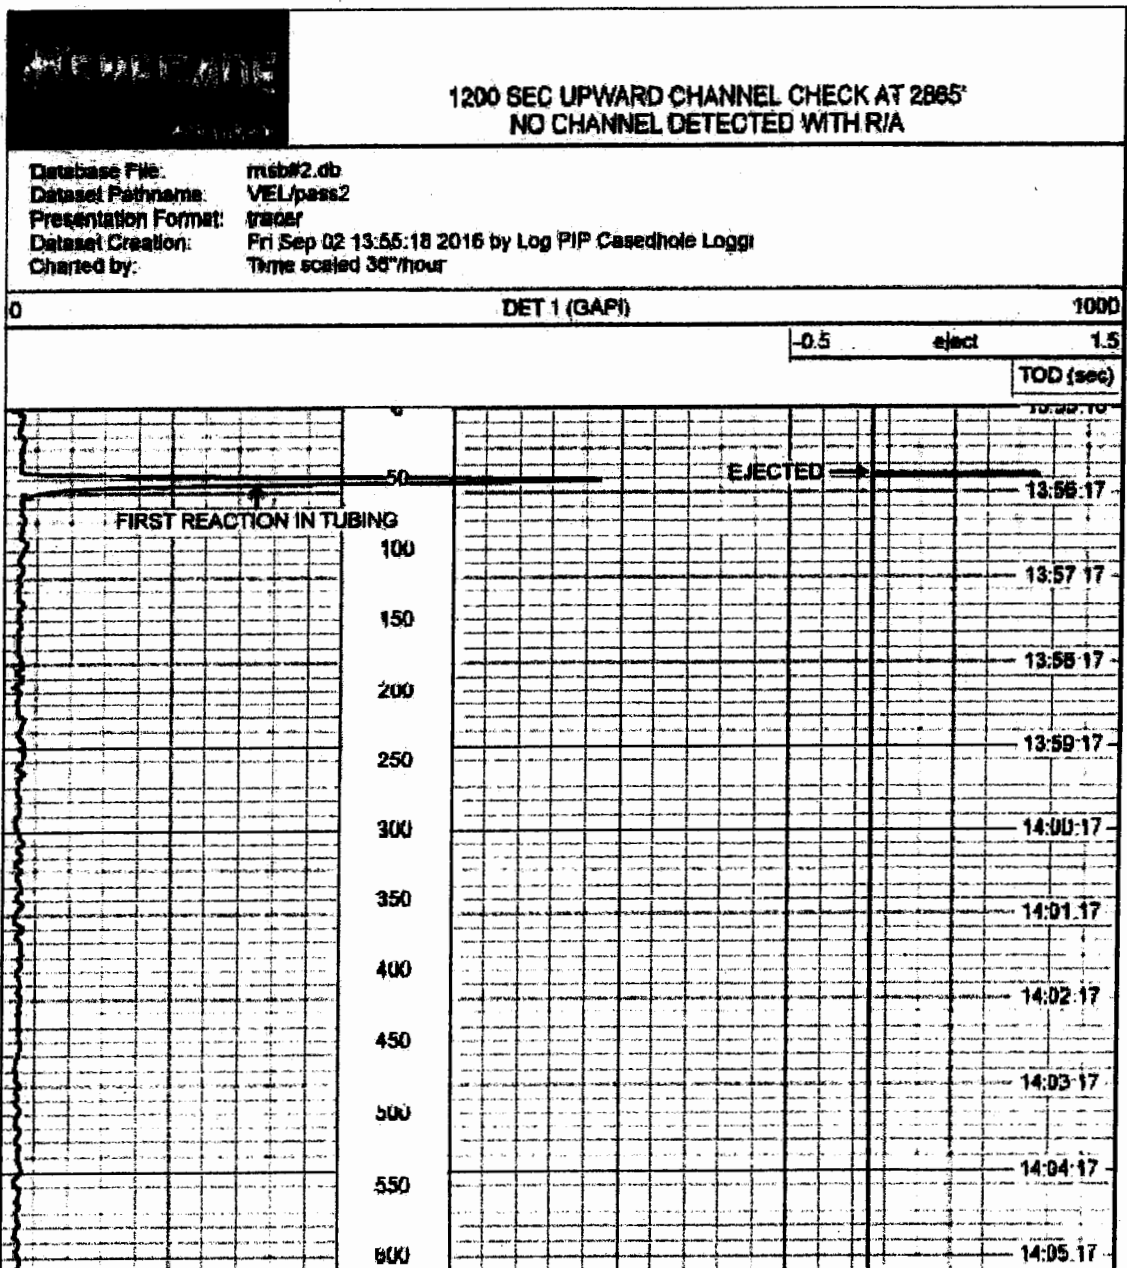 1200 SEC UPWARD CHANNEL CHECK AT 2865'
NO CHANNEL DETECTED WITH R/A
Database File: msb#2.db
Dataset Pathname: VEL/pass2
Presentation Format: tracer
Dataset Creation: Fri Sep 02 13:55:18 2016 by Log PIP Casedhole Loggi
Charted by: Time scaled 36"/hour
0 DET 1 (GAPI) 1000
-0.5 eject 1.5
TOD (sec)
0
50
EJECTED
13:56:17
FIRST REACTION IN TUBING
100
13:57:17
150
13:58:17
200
13:59:17
250
300
14:00:17
350
14:01:17
400
14:02:17
450
14:03:17
500
14:04:17
550
600
14:05:17